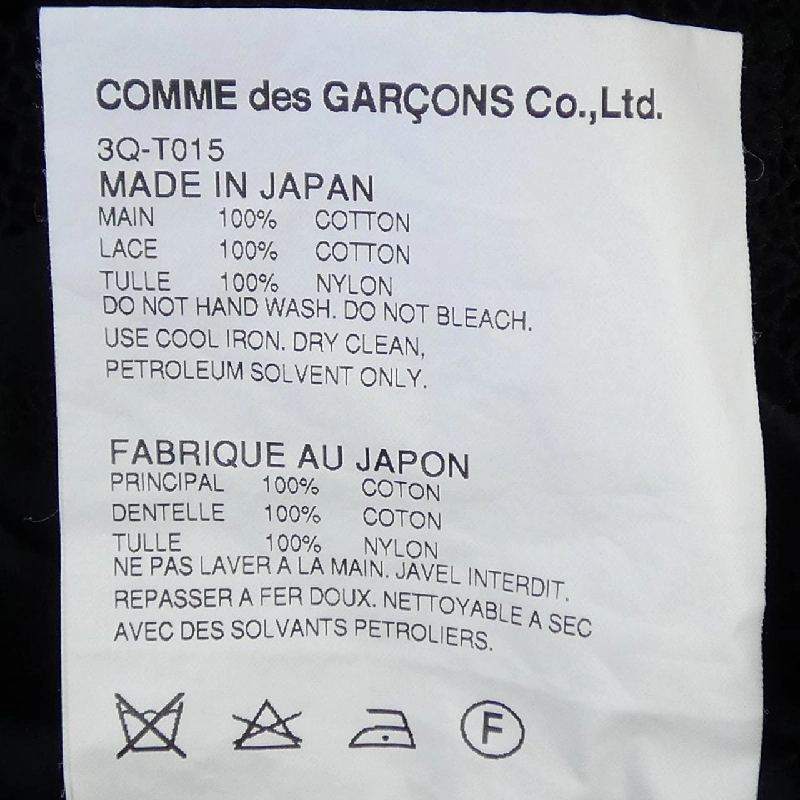 COMME des GARÇONS Co.,Ltd.
3Q-T015
MADE IN JAPAN
MAIN 100% COTTON
LACE 100% COTTON
TULLE 100% NYLON
DO NOT HAND WASH. DO NOT BLEACH.
USE COOL IRON. DRY CLEAN,
PETROLEUM SOLVENT ONLY.
FABRIQUE AU JAPON
PRINCIPAL 100% COTON
DENTELLE 100% COTON
TULLE 100% NYLON
NE PAS LAVER A LA MAIN. JAVEL INTERDIT.
REPASSER A FER DOUX. NETTOYABLE A SEC
AVEC DES SOLVANTS PETROLIERS.
F